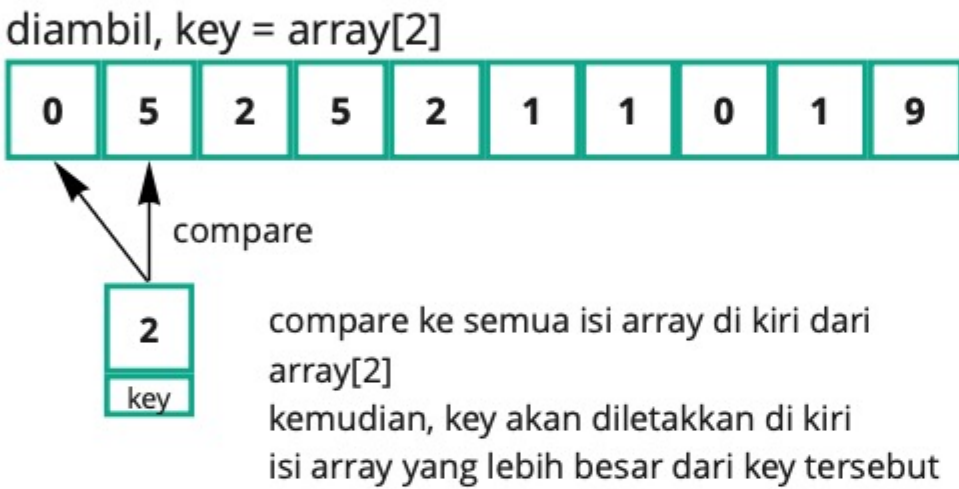 diambil, key = array[2]
0 5 2 5 2 1 1 0 1 9
compare
2
key
compare ke semua isi array di kiri dari
array[2]
kemudian, key akan diletakkan di kiri
isi array yang lebih besar dari key tersebut